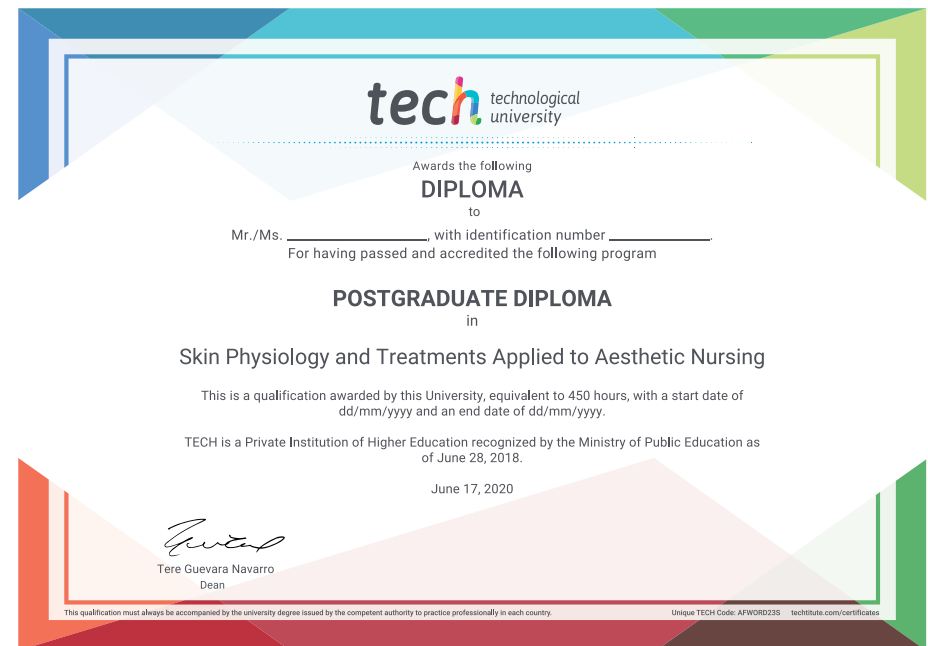 tech technological
university
Awards the following
DIPLOMA
to
Mr./Ms. ____________, with identification number ____________.
For having passed and accredited the following program
POSTGRADUATE DIPLOMA
in
Skin Physiology and Treatments Applied to Aesthetic Nursing
This is a qualification awarded by this University, equivalent to 450 hours, with a start date of
dd/mm/yyyy and an end date of dd/mm/yyyy.
TECH is a Private Institution of Higher Education recognized by the Ministry of Public Education as
of June 28, 2018.
June 17, 2020
Tere Guevara Navarro
Dean
This qualification must always be accompanied by the university degree issued by the competent authority to practice professionally in each country.
Unique TECH Code: AFWORD23S techtitute.com/certificates